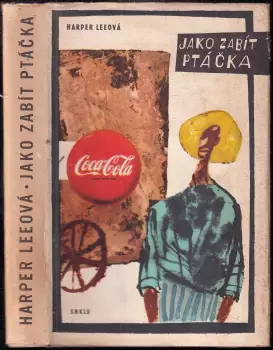 HARPER LEEOVÁ · JAKO ZABÍT PTÁČKA
HARPER LEEOVÁ
JAKO ZABÍT
PTÁČKA
Coca-Cola
SNKLU